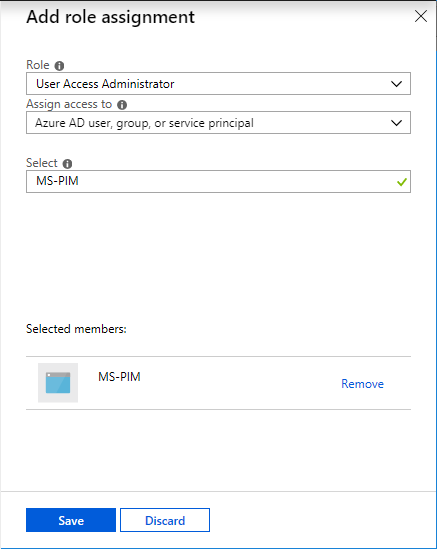 Add role assignment
Role
User Access Administrator
Assign access to
Azure AD user, group, or service principal
Select
MS-PIM
Selected members:
MS-PIM
Remove
Save
Discard